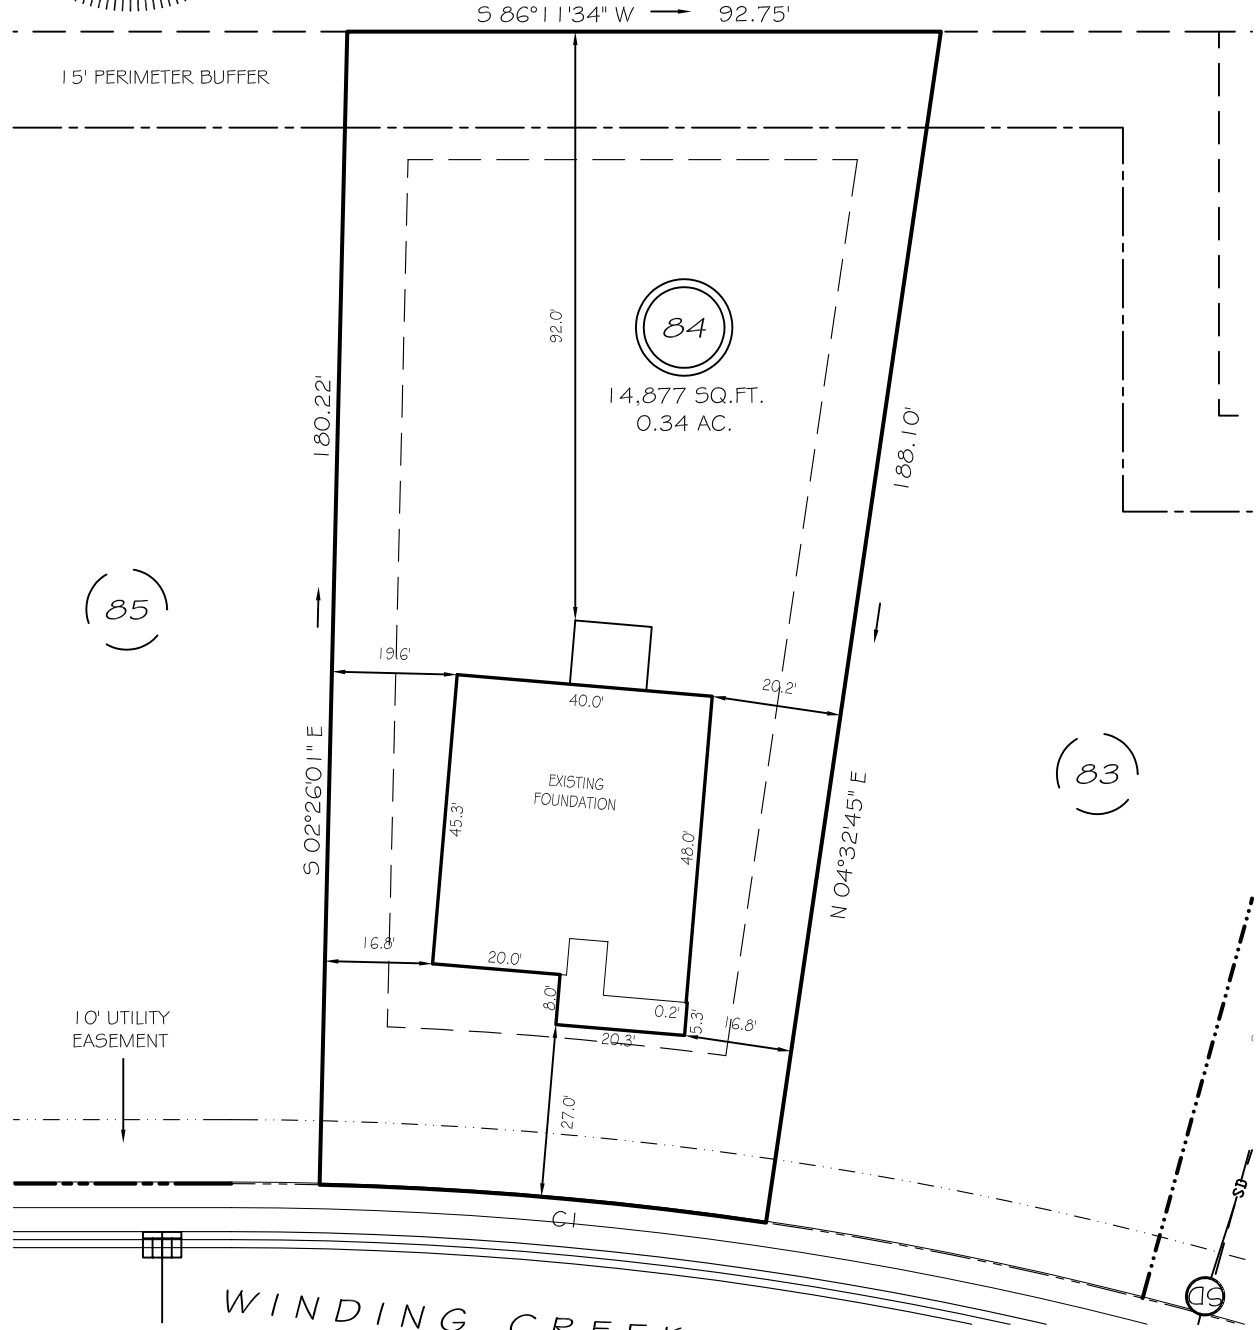 S 86°11'34" W 92.75'
15' PERIMETER BUFFER
92.0'
84
14,877 SQ.FT.
0.34 AC.
180.22'
188.10'
85
19.6'
40.0'
20.2'
S 02°26'01" E
EXISTING
FOUNDATION
45.3'
48.0'
83
N 04°32'45" E
16.8'
20.0'
8.0'
0.2'
5.3'
16.8'
20.3'
10' UTILITY
EASEMENT
27.0'
C1
SD
SD
WINDING CREEK